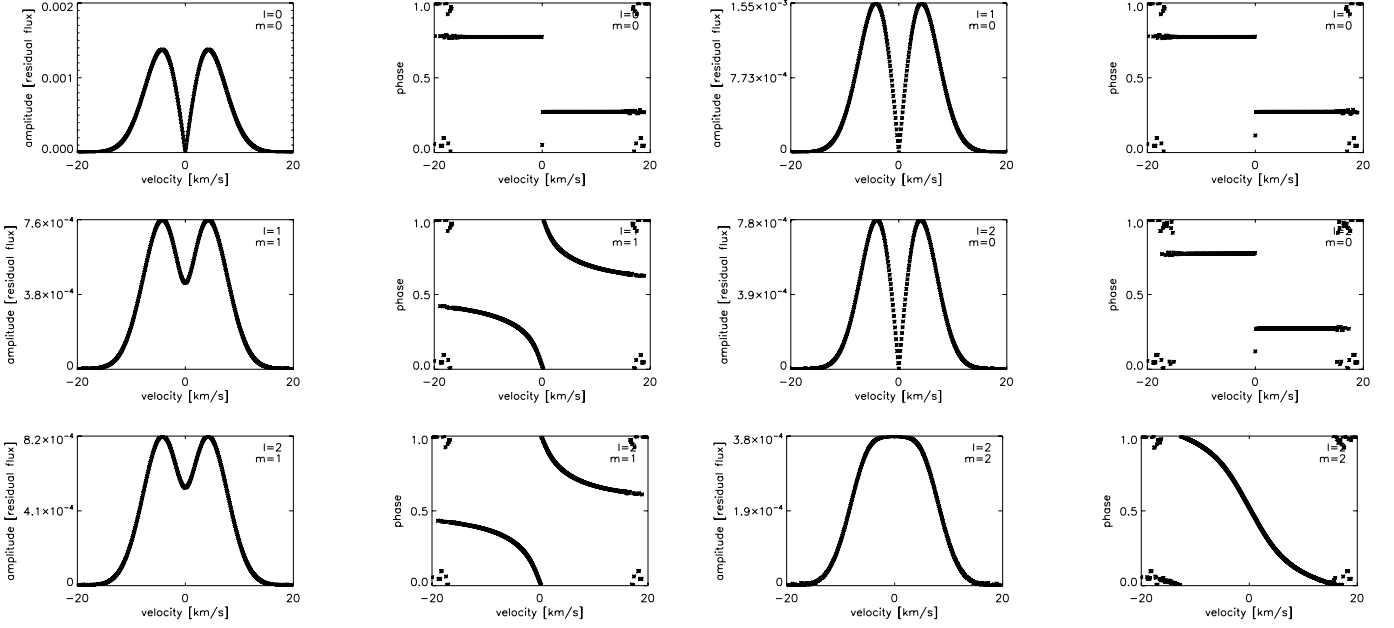 amplitude [residual flux]
0.002
0.001
0.000
−20 0 20
velocity [km/s]
l=0
m=0
phase
1.0
0.5
0.0
−20 0 20
velocity [km/s]
l=0
m=0
amplitude [residual flux]
1.55×10⁻³
7.73×10⁻⁴
0
−20 0 20
velocity [km/s]
l=1
m=0
phase
1.0
0.5
0.0
−20 0 20
velocity [km/s]
l=1
m=0
amplitude [residual flux]
7.6×10⁻⁴
3.8×10⁻⁴
0
−20 0 20
velocity [km/s]
l=1
m=1
phase
1.0
0.5
0.0
−20 0 20
velocity [km/s]
l=1
m=1
amplitude [residual flux]
7.8×10⁻⁴
3.9×10⁻⁴
0
−20 0 20
velocity [km/s]
l=2
m=0
phase
1.0
0.5
0.0
−20 0 20
velocity [km/s]
l=2
m=0
amplitude [residual flux]
8.2×10⁻⁴
4.1×10⁻⁴
0
−20 0 20
velocity [km/s]
l=2
m=1
phase
1.0
0.5
0.0
−20 0 20
velocity [km/s]
l=2
m=1
amplitude [residual flux]
3.8×10⁻⁴
1.9×10⁻⁴
0
−20 0 20
velocity [km/s]
l=2
m=2
phase
1.0
0.5
0.0
−20 0 20
velocity [km/s]
l=2
m=2